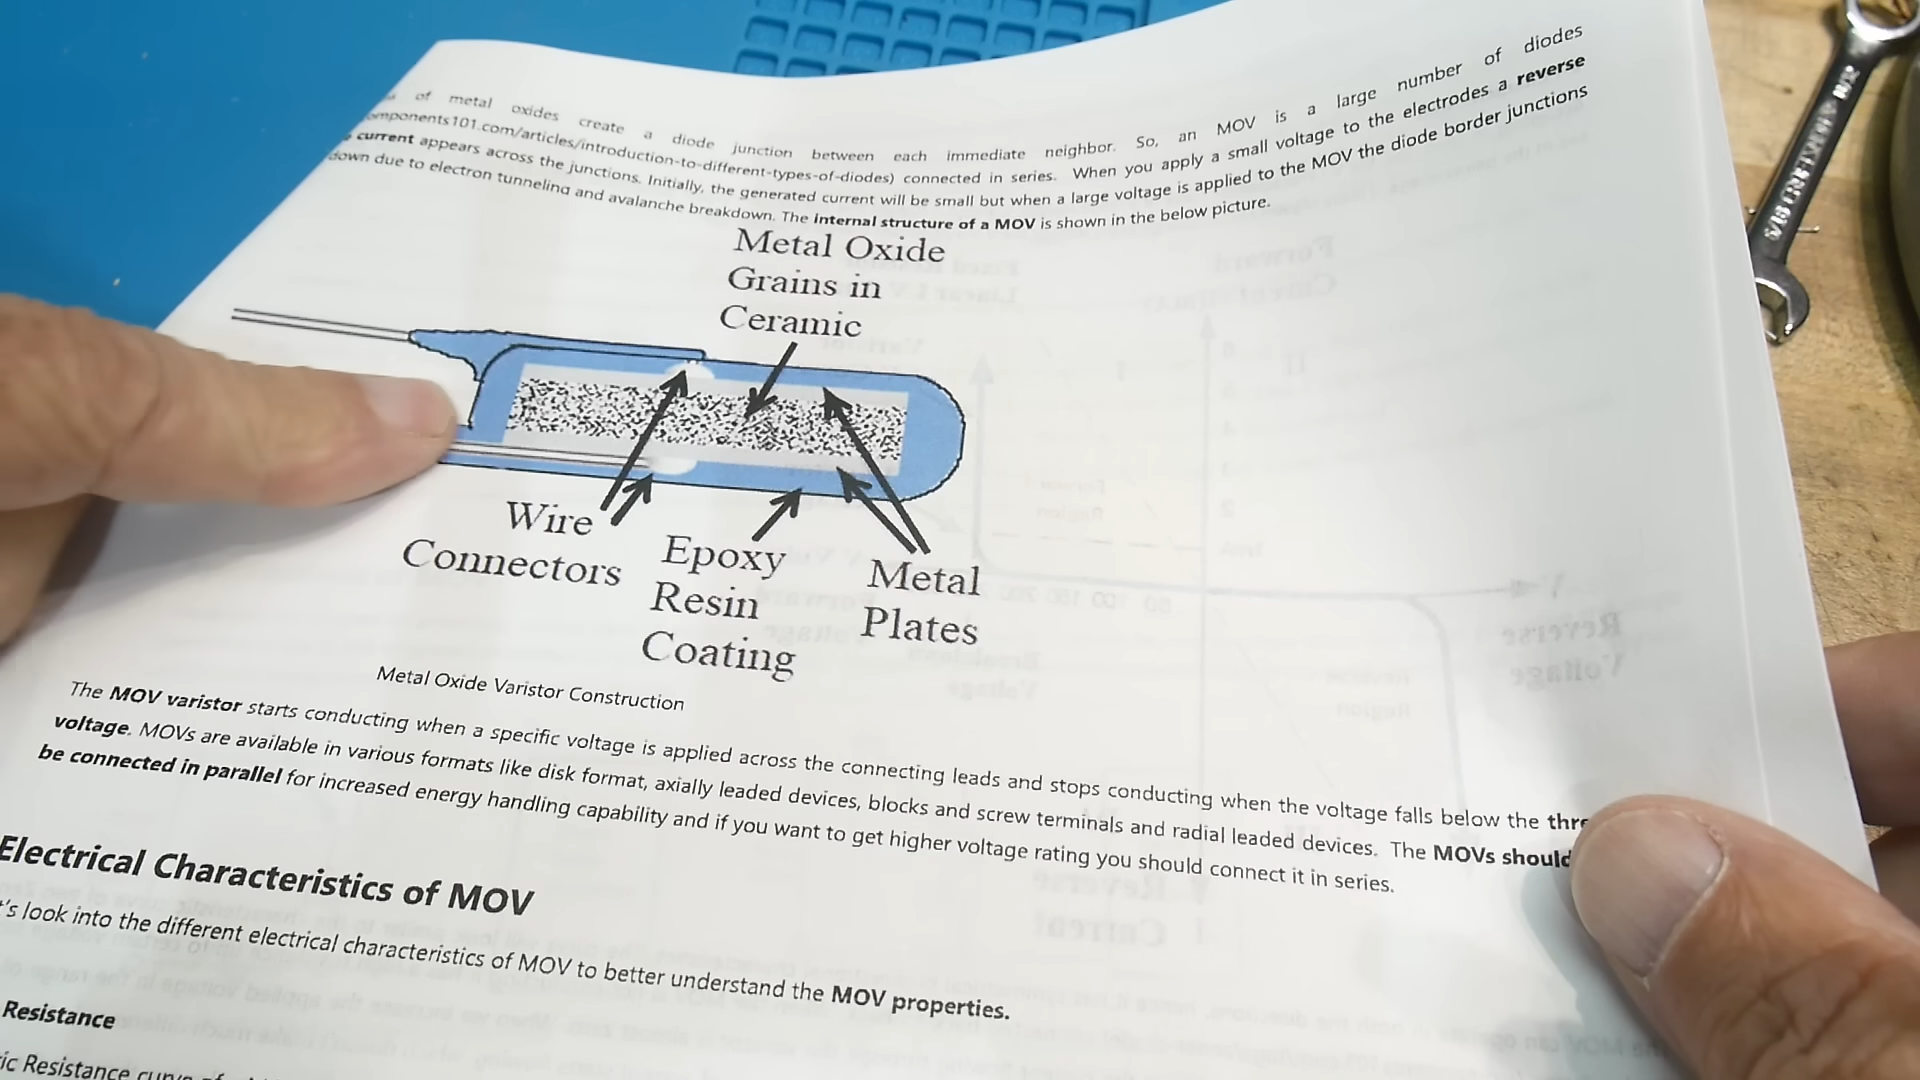 of metal oxides create a diode junction between each immediate neighbor. So, an MOV is a large number of diodes
omponents101.com/articles/introduction-to-different-types-of-diodes) connected in series. When you apply a small voltage to the electrodes a reverse
current appears across the junctions. Initially, the generated current will be small but when a large voltage is applied to the MOV the diode border junctions
down due to electron tunneling and avalanche breakdown. The internal structure of a MOV is shown in the below picture.
Metal Oxide
Grains in
Ceramic
Wire
Connectors
Epoxy
Resin
Coating
Metal
Plates
Metal Oxide Varistor Construction
The MOV varistor starts conducting when a specific voltage is applied across the connecting leads and stops conducting when the voltage falls below the thre
voltage. MOVs are available in various formats like disk format, axially leaded devices, blocks and screw terminals and radial leaded devices. The MOVs should
be connected in parallel for increased energy handling capability and if you want to get higher voltage rating you should connect it in series.
Electrical Characteristics of MOV
t's look into the different electrical characteristics of MOV to better understand the MOV properties.
Resistance
ic Resistance curve of